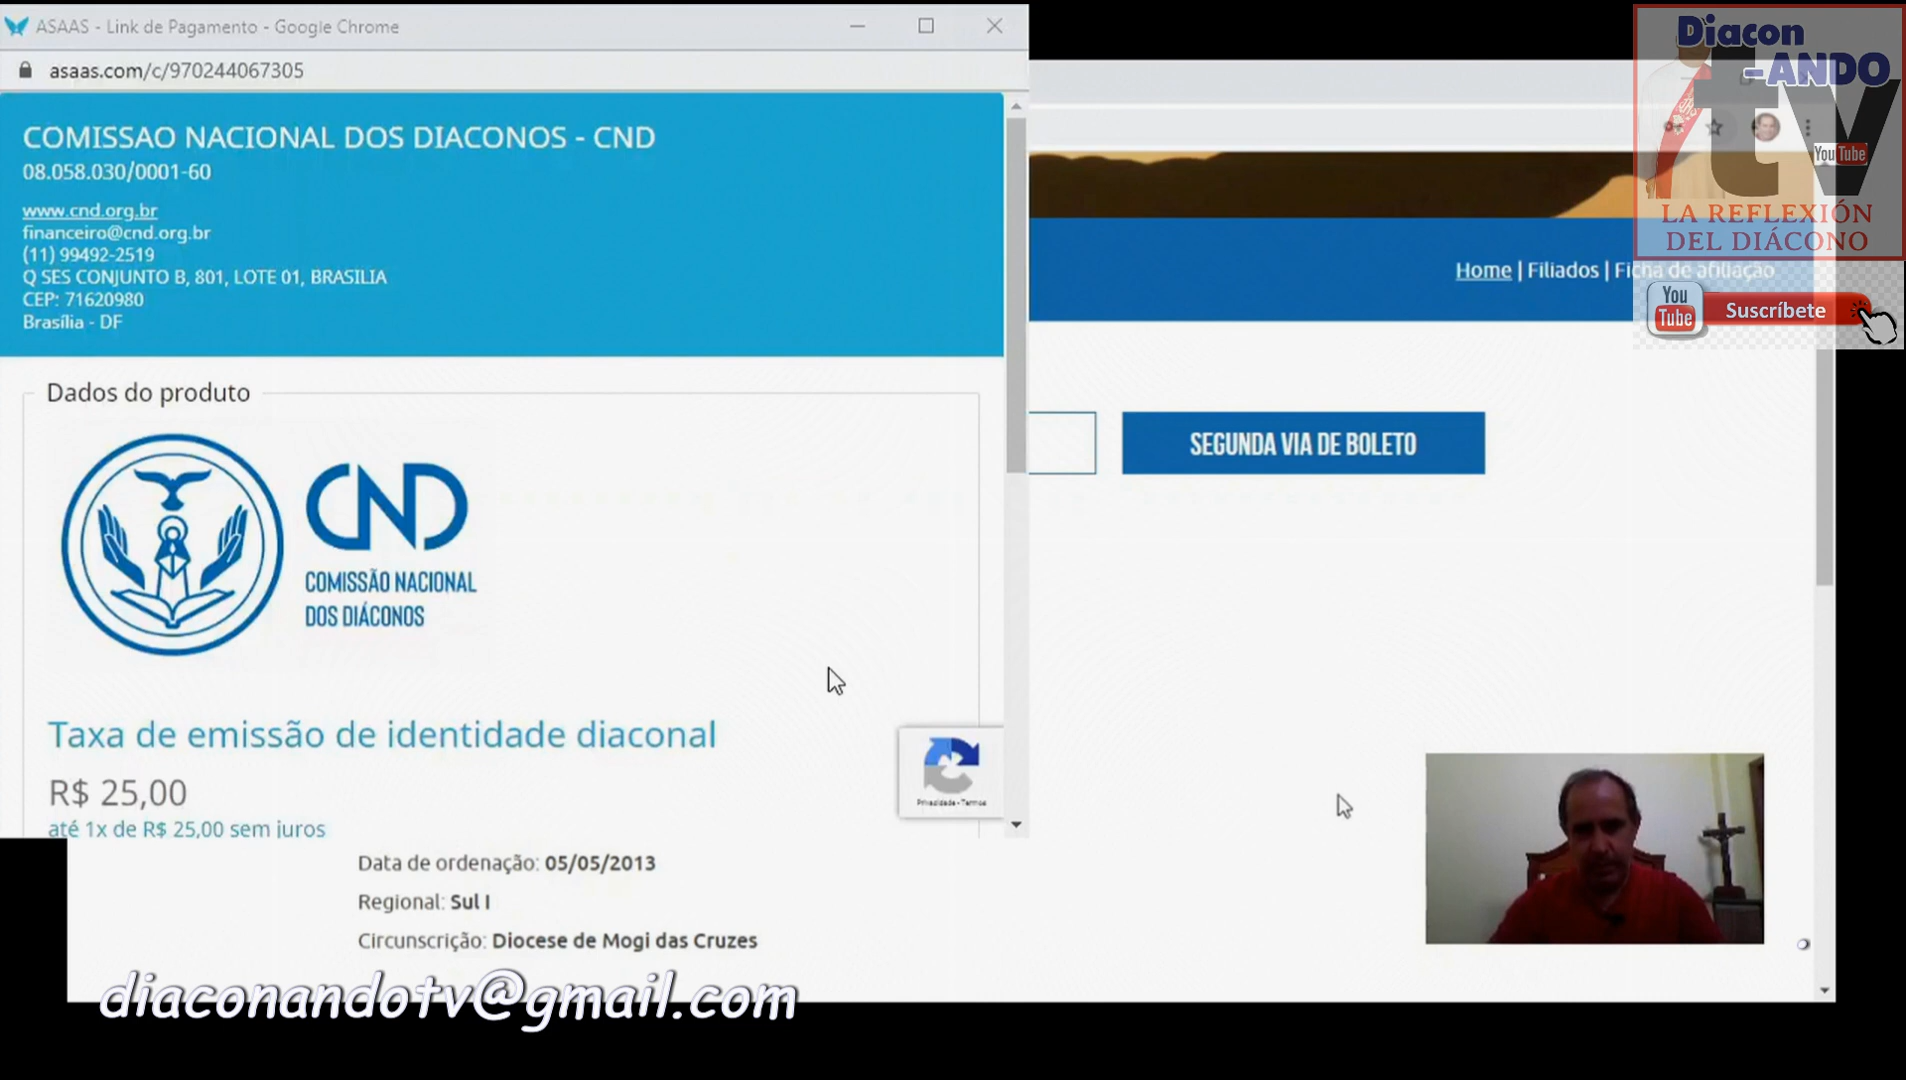 ASAAS - Link de Pagamento - Google Chrome
asaas.com/c/970244067305
COMISSAO NACIONAL DOS DIACONOS - CND
08.058.030/0001-60
www.cnd.org.br
financeiro@cnd.org.br
(11) 99492-2519
Q SES CONJUNTO B, 801, LOTE 01, BRASILIA
CEP: 71620980
Brasília - DF
Dados do produto
CND
COMISSÃO NACIONAL
DOS DIÁCONOS
Taxa de emissão de identidade diaconal
R$ 25,00
até 1x de R$ 25,00 sem juros
Privacidade - Termos
Data de ordenação: 05/05/2013
Regional: Sul I
Circunscrição: Diocese de Mogi das Cruzes
diaconandotv@gmail.com
Home | Filiados | Ficha de afiliação
SEGUNDA VIA DE BOLETO
Diacon
-ANDO
tv
YouTube
LA REFLEXIÓN
DEL DIÁCONO
You
Tube
Suscríbete